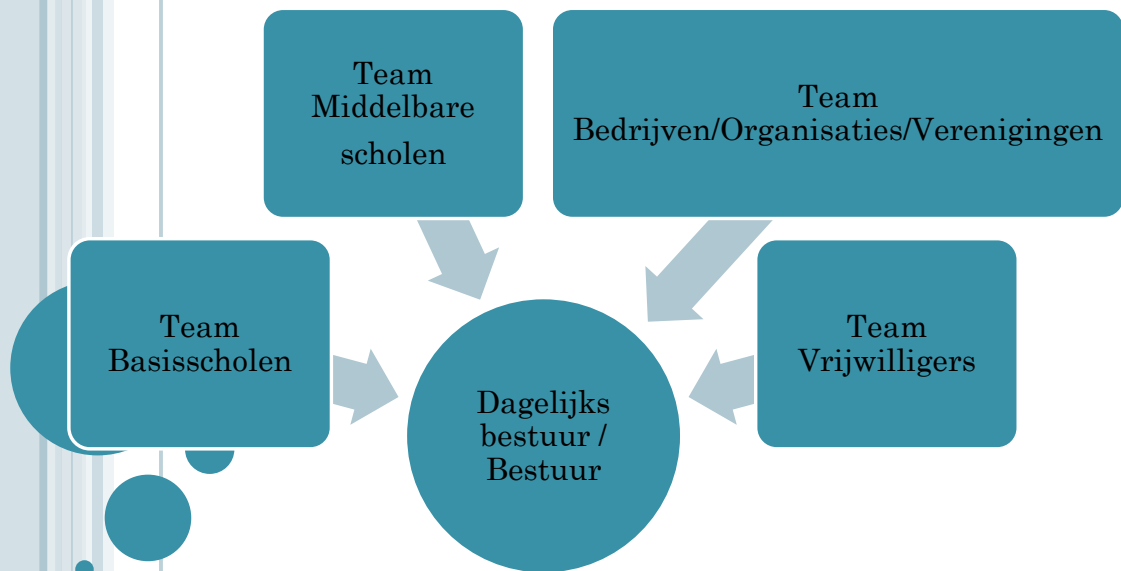 Team
Middelbare
scholen
Team
Bedrijven/Organisaties/Verenigingen
Team
Basisscholen
Team
Vrijwilligers
Dagelijks
bestuur /
Bestuur